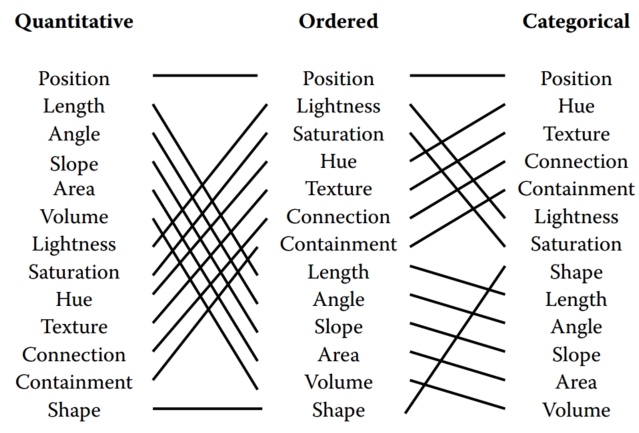 Quantitative Ordered Categorical
Position Position Position
Length Lightness Hue
Angle Saturation Texture
Slope Hue Connection
Area Texture Containment
Volume Connection Lightness
Lightness Containment Saturation
Saturation Length Shape
Hue Angle Length
Texture Slope Angle
Connection Area Slope
Containment Volume Area
Shape Shape Volume